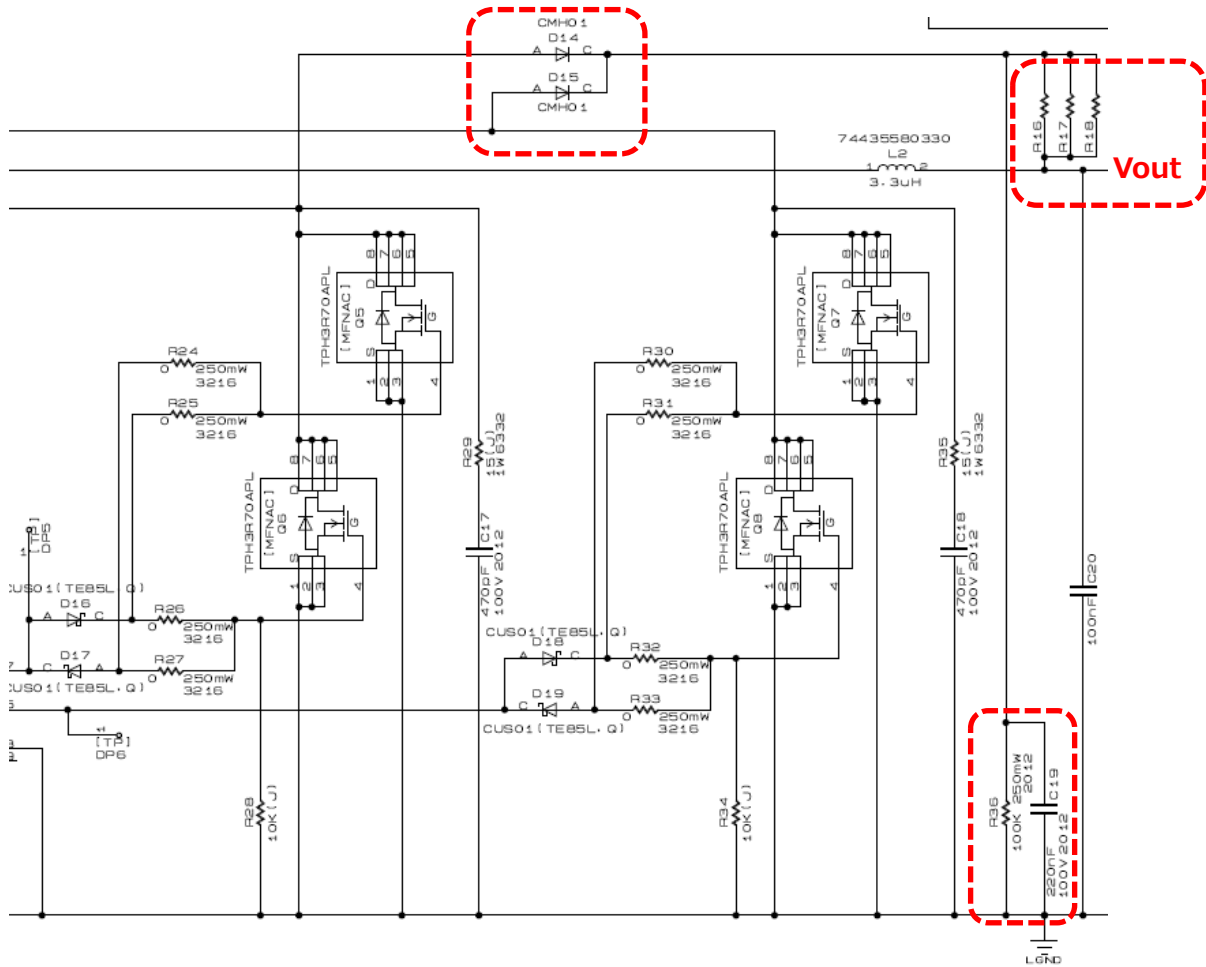 CMH01
D14
A C
D15
A C
CMH01
R16
R17
R18
Vout
74435580330
L2
1 2
3.3uH
8 7 6 5
D
TPH3R70APL
[MFNAC]
Q5
G
S
1 2 3 4
8 7 6 5
D
TPH3R70APL
[MFNAC]
Q7
G
S
1 2 3 4
R24
0 250mW
3216
R25
0 250mW
3216
R30
0 250mW
3216
R31
0 250mW
3216
R29
15(J)
1W 6332
R35
15(J)
1W 6332
8 7 6 5
D
TPH3R70APL
[MFNAC]
Q6
G
S
1 2 3 4
8 7 6 5
D
TPH3R70APL
[MFNAC]
Q8
G
S
1 2 3 4
C17
470pF
100V 2012
C18
470pF
100V 2012
C20
100nF
1
[TP]
DP5
CUS01(TE85L.Q)
D16
A C
R26
0 250mW
3216
D17
C A
R27
0 250mW
3216
CUS01(TE85L.Q)
CUS01(TE85L.Q)
D18
A C
R32
0 250mW
3216
D19
C A
R33
0 250mW
3216
CUS01(TE85L.Q)
1
[TP]
DP6
R28
10K(J)
R34
10K(J)
R36
100K 250mW
2012
C19
220nF
100V 2012
LGND